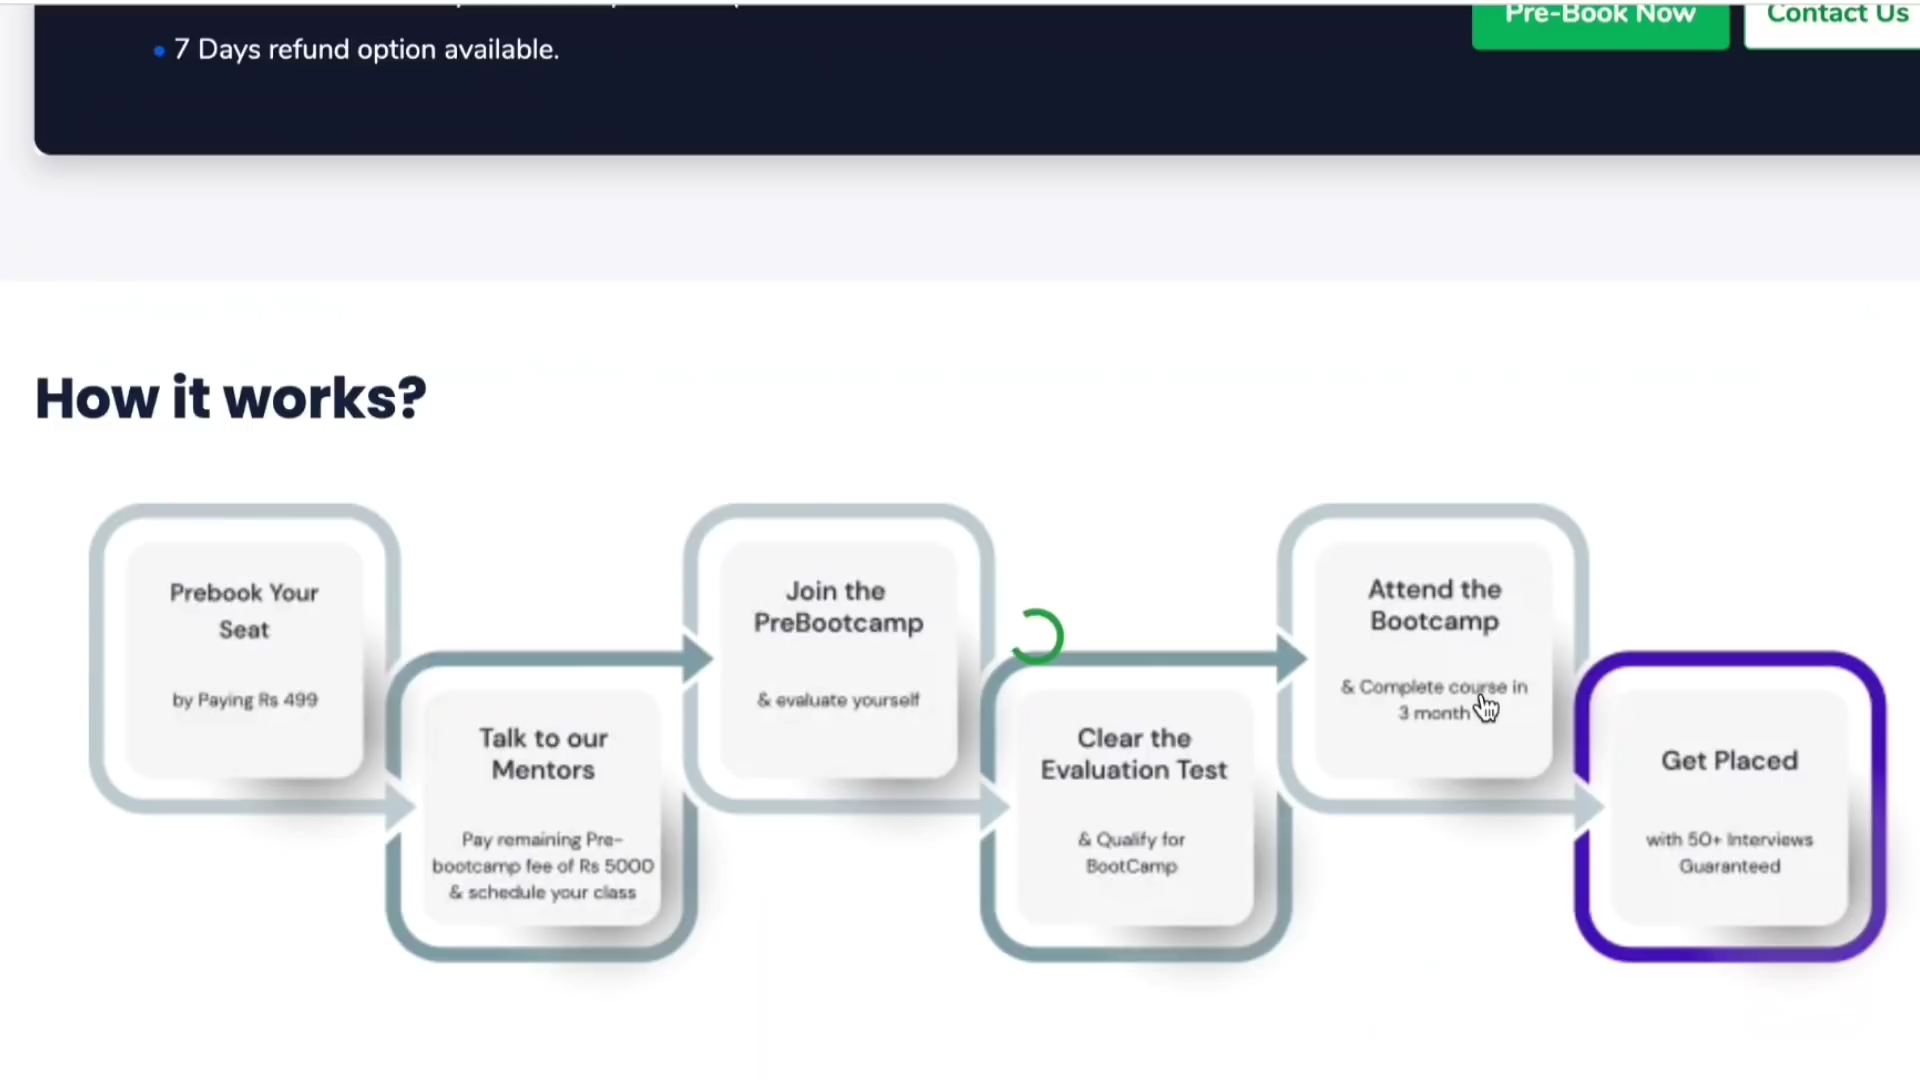 7 Days refund option available.
Pre-Book Now
Contact Us
How it works?
Prebook Your
Seat
by Paying Rs 499
Talk to our
Mentors
Pay remaining Pre-
bootcamp fee of Rs 5000
& schedule your class
Join the
PreBootcamp
& evaluate yourself
Clear the
Evaluation Test
& Qualify for
BootCamp
Attend the
Bootcamp
& Complete course in
3 month
Get Placed
with 50+ Interviews
Guaranteed